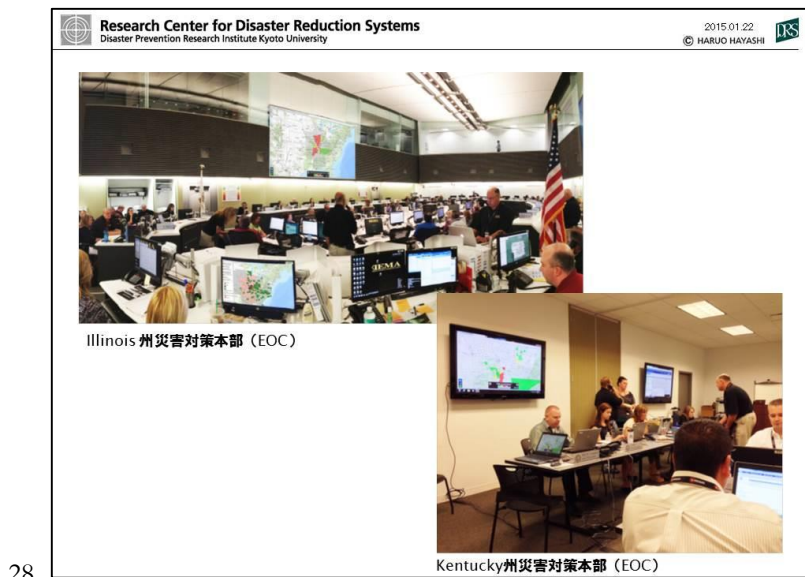 Research Center for Disaster Reduction Systems
Disaster Prevention Research Institute Kyoto University
2015.01.22
© HARUO HAYASHI
DRS
IEMA
Illinois 州災害対策本部（EOC）
Kentucky州災害対策本部（EOC）
28